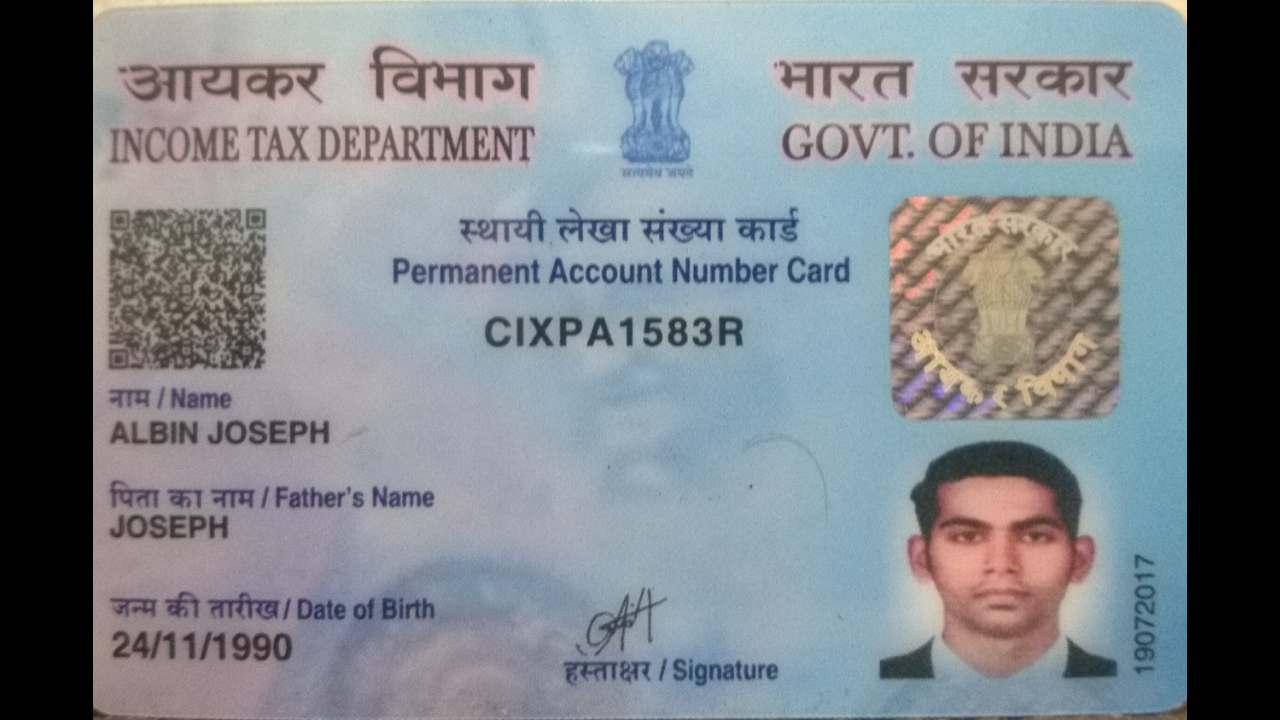 आयकर विभाग
INCOME TAX DEPARTMENT
सत्यमेव जयते
भारत सरकार
GOVT. OF INDIA
स्थायी लेखा संख्या कार्ड
Permanent Account Number Card
CIXPA1583R
भारत सरकार
आयकर विभाग
नाम / Name
ALBIN JOSEPH
पिता का नाम / Father's Name
JOSEPH
जन्म की तारीख / Date of Birth
24/11/1990
हस्ताक्षर / Signature
19072017